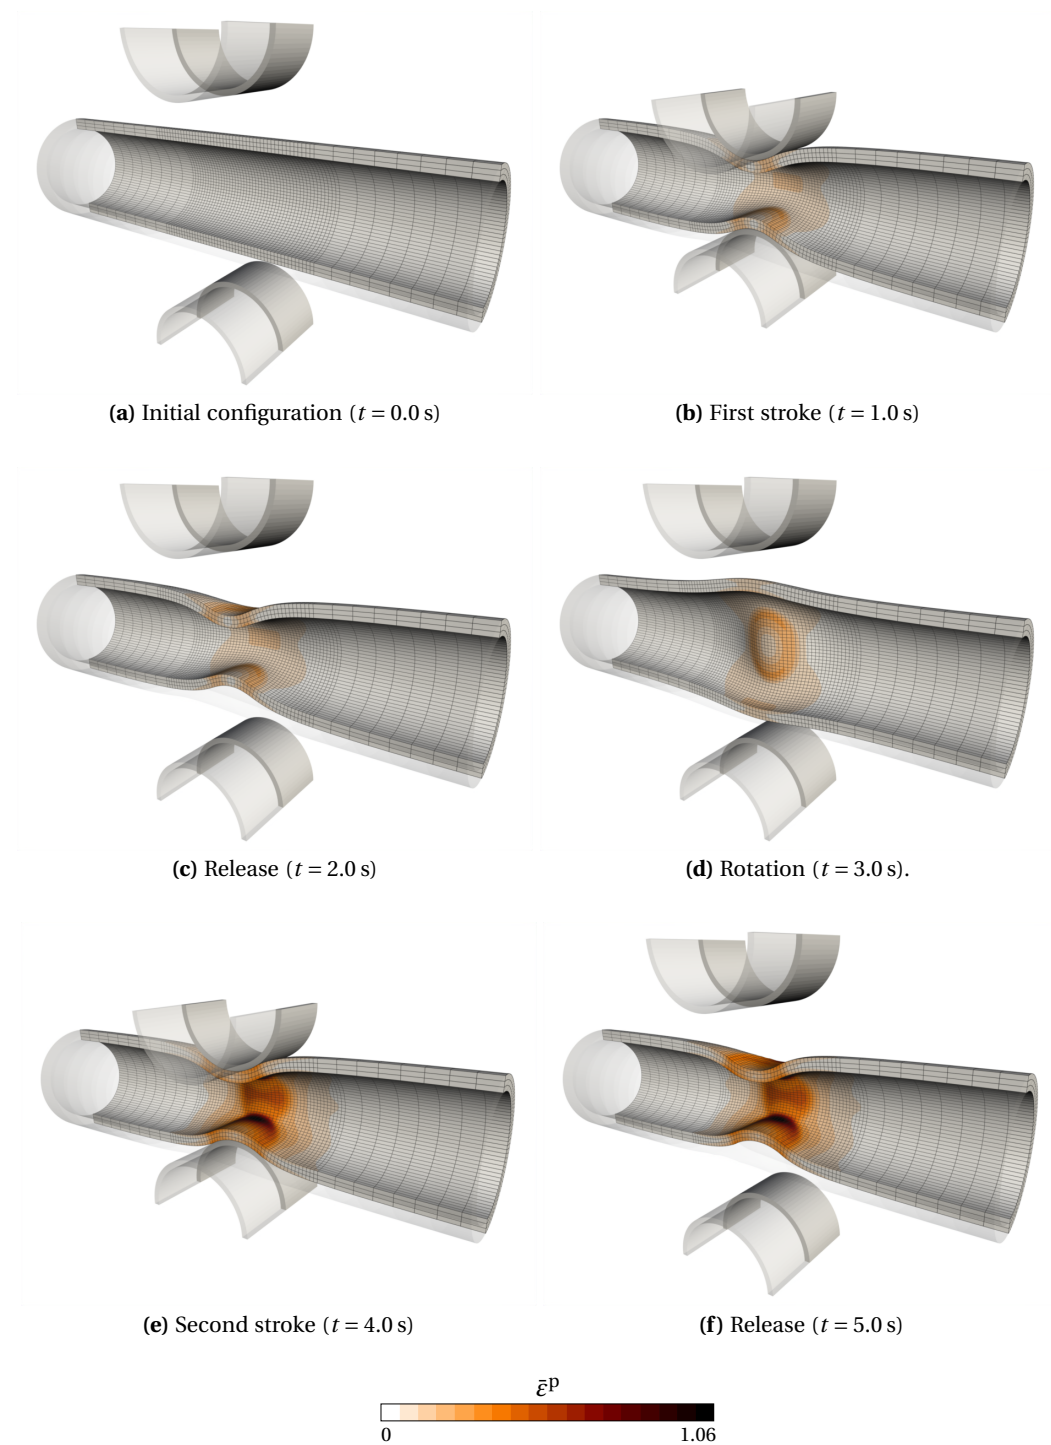 (a) Initial configuration (t = 0.0 s)
(b) First stroke (t = 1.0 s)
(c) Release (t = 2.0 s)
(d) Rotation (t = 3.0 s).
(e) Second stroke (t = 4.0 s)
(f) Release (t = 5.0 s)
ε̄ᵖ
0 1.06